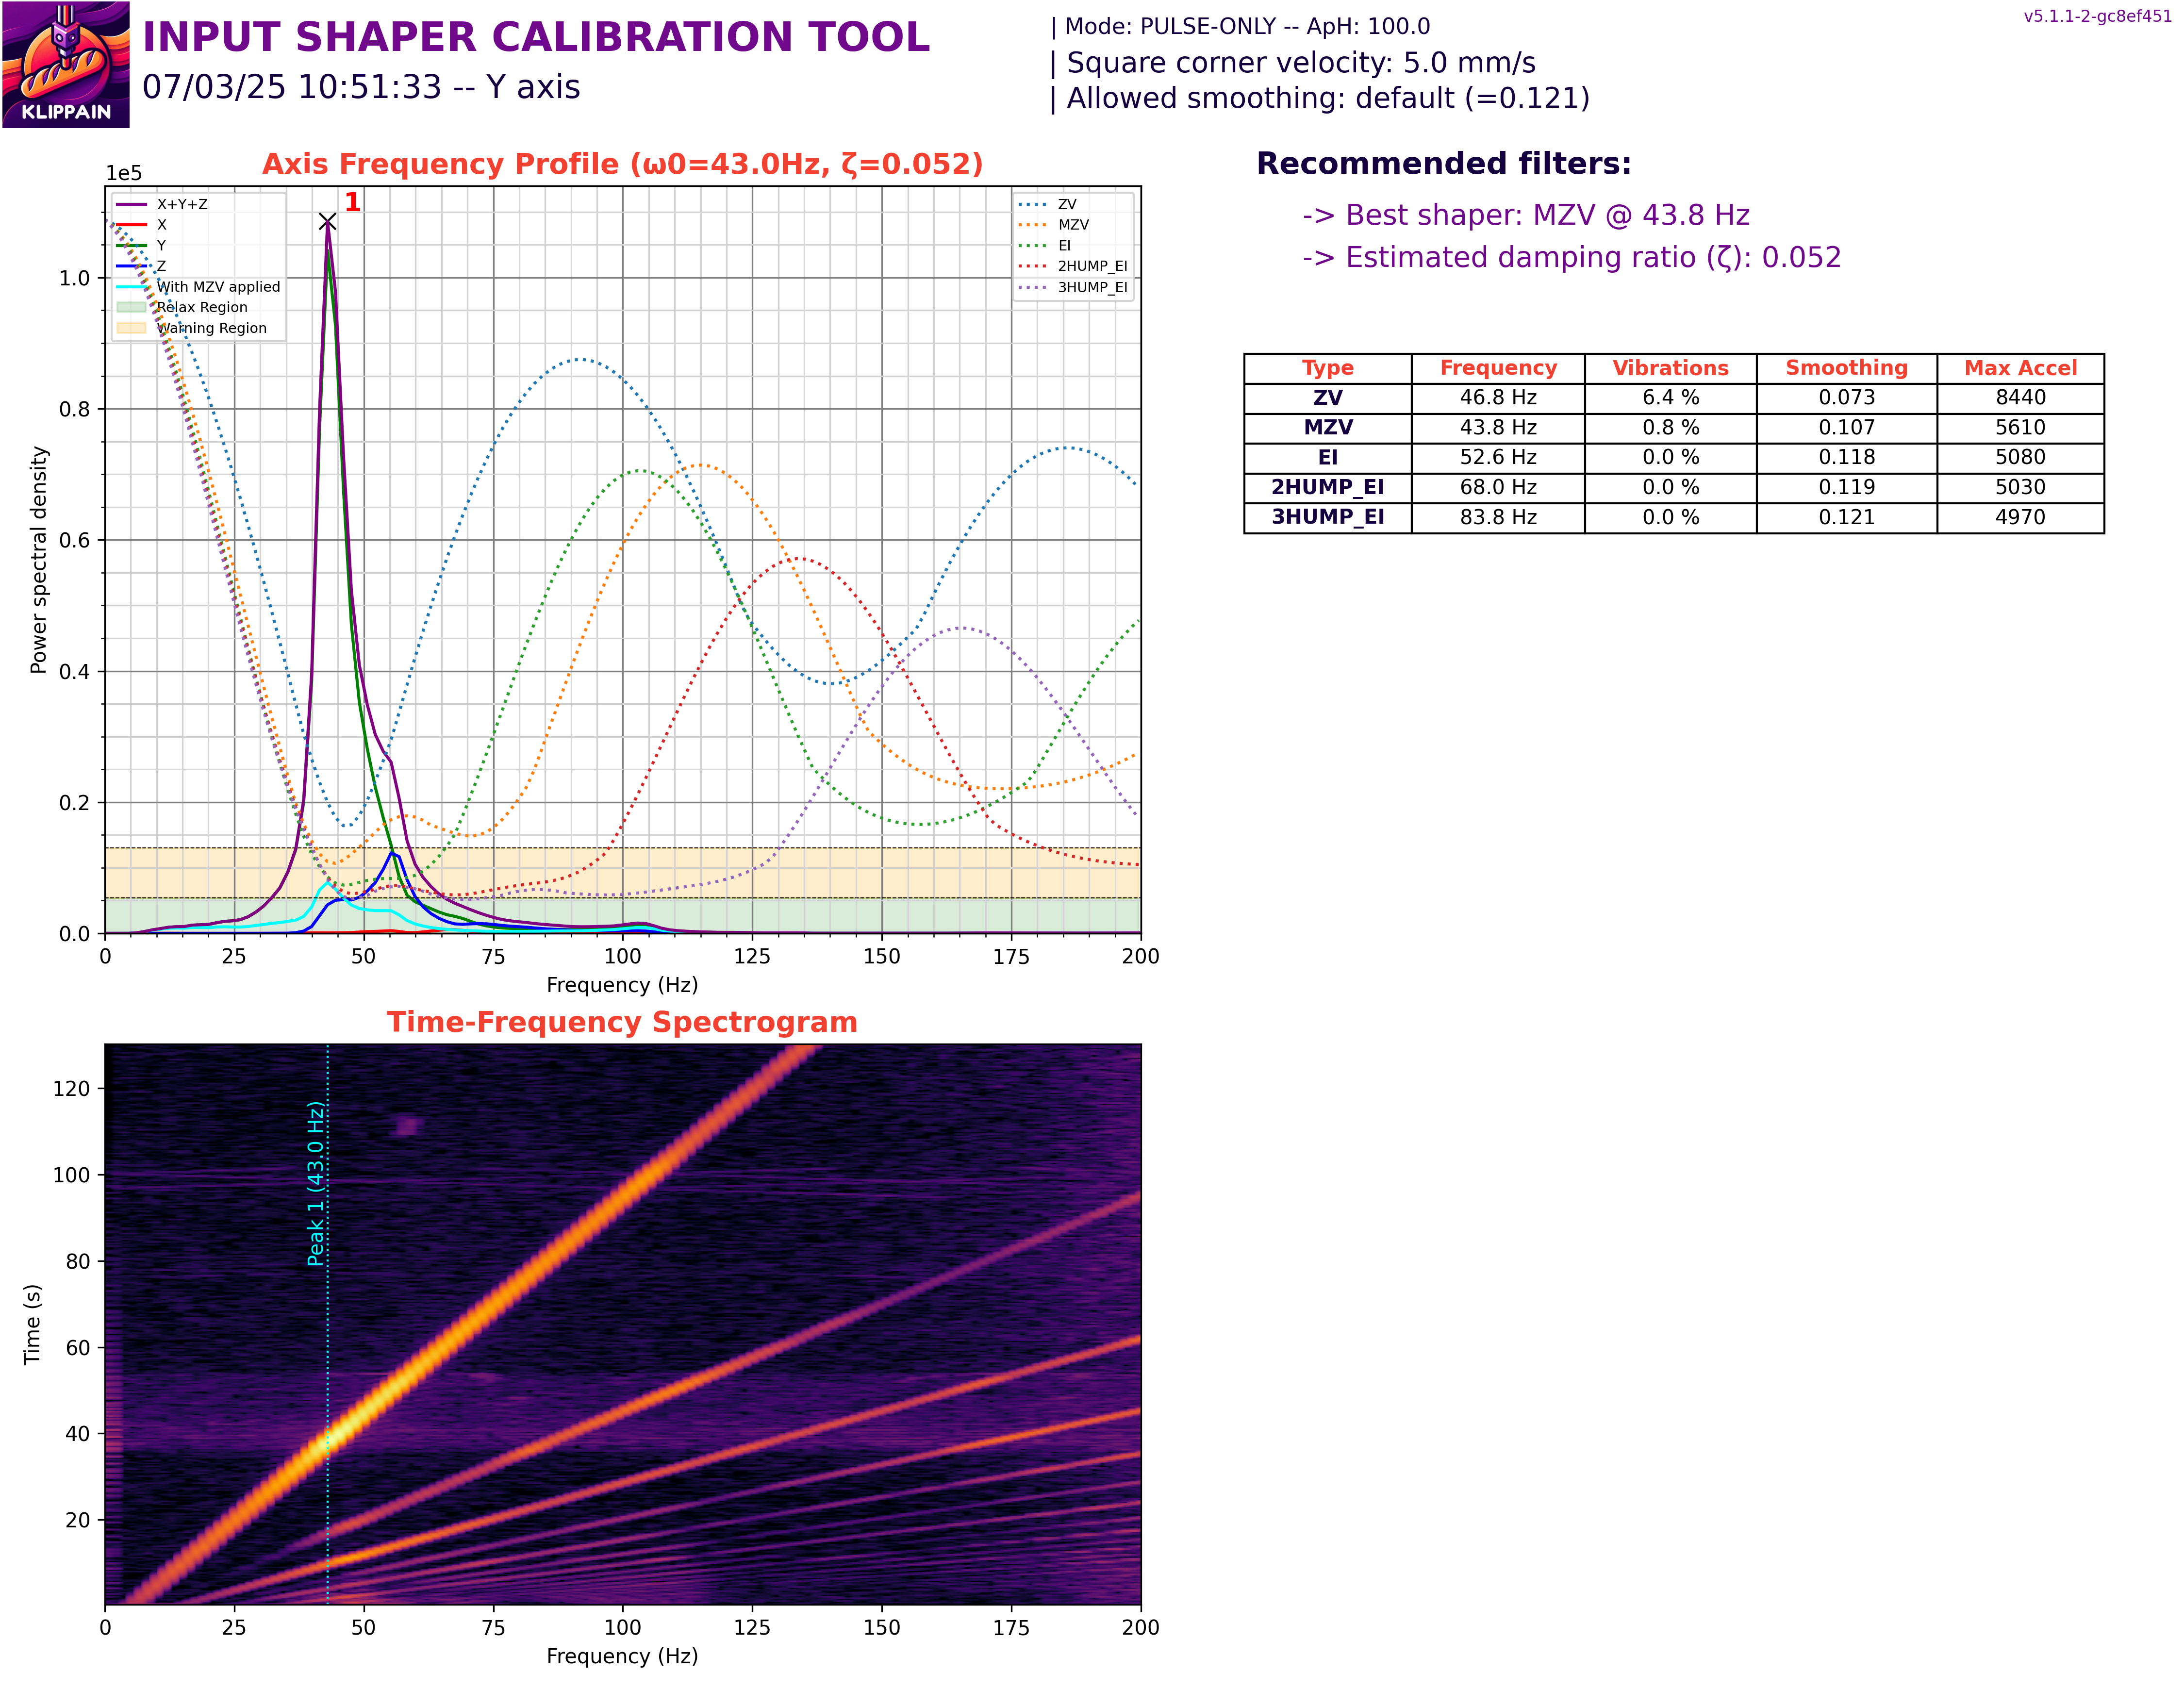 KLIPPAIN
INPUT SHAPER CALIBRATION TOOL
07/03/25 10:51:33 -- Y axis
| Mode: PULSE-ONLY -- ApH: 100.0
| Square corner velocity: 5.0 mm/s
| Allowed smoothing: default (=0.121)
v5.1.1-2-gc8ef451
Axis Frequency Profile (ω0=43.0Hz, ζ=0.052)
1e5
X+Y+Z
X
Y
Z
With MZV applied
Relax Region
Warning Region
1
ZV
MZV
EI
2HUMP_EI
3HUMP_EI
Power spectral density
1.0
0.8
0.6
0.4
0.2
0.0
0 25 50 75 100 125 150 175 200
Frequency (Hz)
Recommended filters:
-> Best shaper: MZV @ 43.8 Hz
-> Estimated damping ratio (ζ): 0.052
Type Frequency Vibrations Smoothing Max Accel
ZV 46.8 Hz 6.4 % 0.073 8440
MZV 43.8 Hz 0.8 % 0.107 5610
EI 52.6 Hz 0.0 % 0.118 5080
2HUMP_EI 68.0 Hz 0.0 % 0.119 5030
3HUMP_EI 83.8 Hz 0.0 % 0.121 4970
Time-Frequency Spectrogram
Time (s)
120
100
80
60
40
20
Peak 1 (43.0 Hz)
0 25 50 75 100 125 150 175 200
Frequency (Hz)